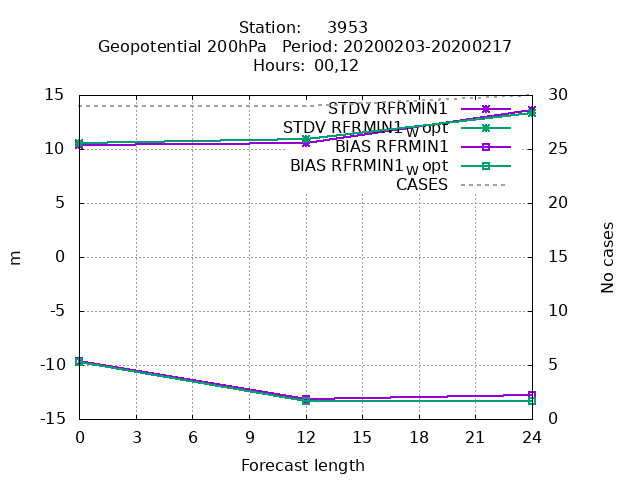 Station: 3953
Geopotential 200hPa Period: 20200203-20200217
Hours: 00,12
15
10
5
0
-5
-10
-15
m
30
25
20
15
10
5
0
No cases
STDV RFRMIN1
STDV RFRMIN1w opt
BIAS RFRMIN1
BIAS RFRMIN1w opt
CASES
0 3 6 9 12 15 18 21 24
Forecast length